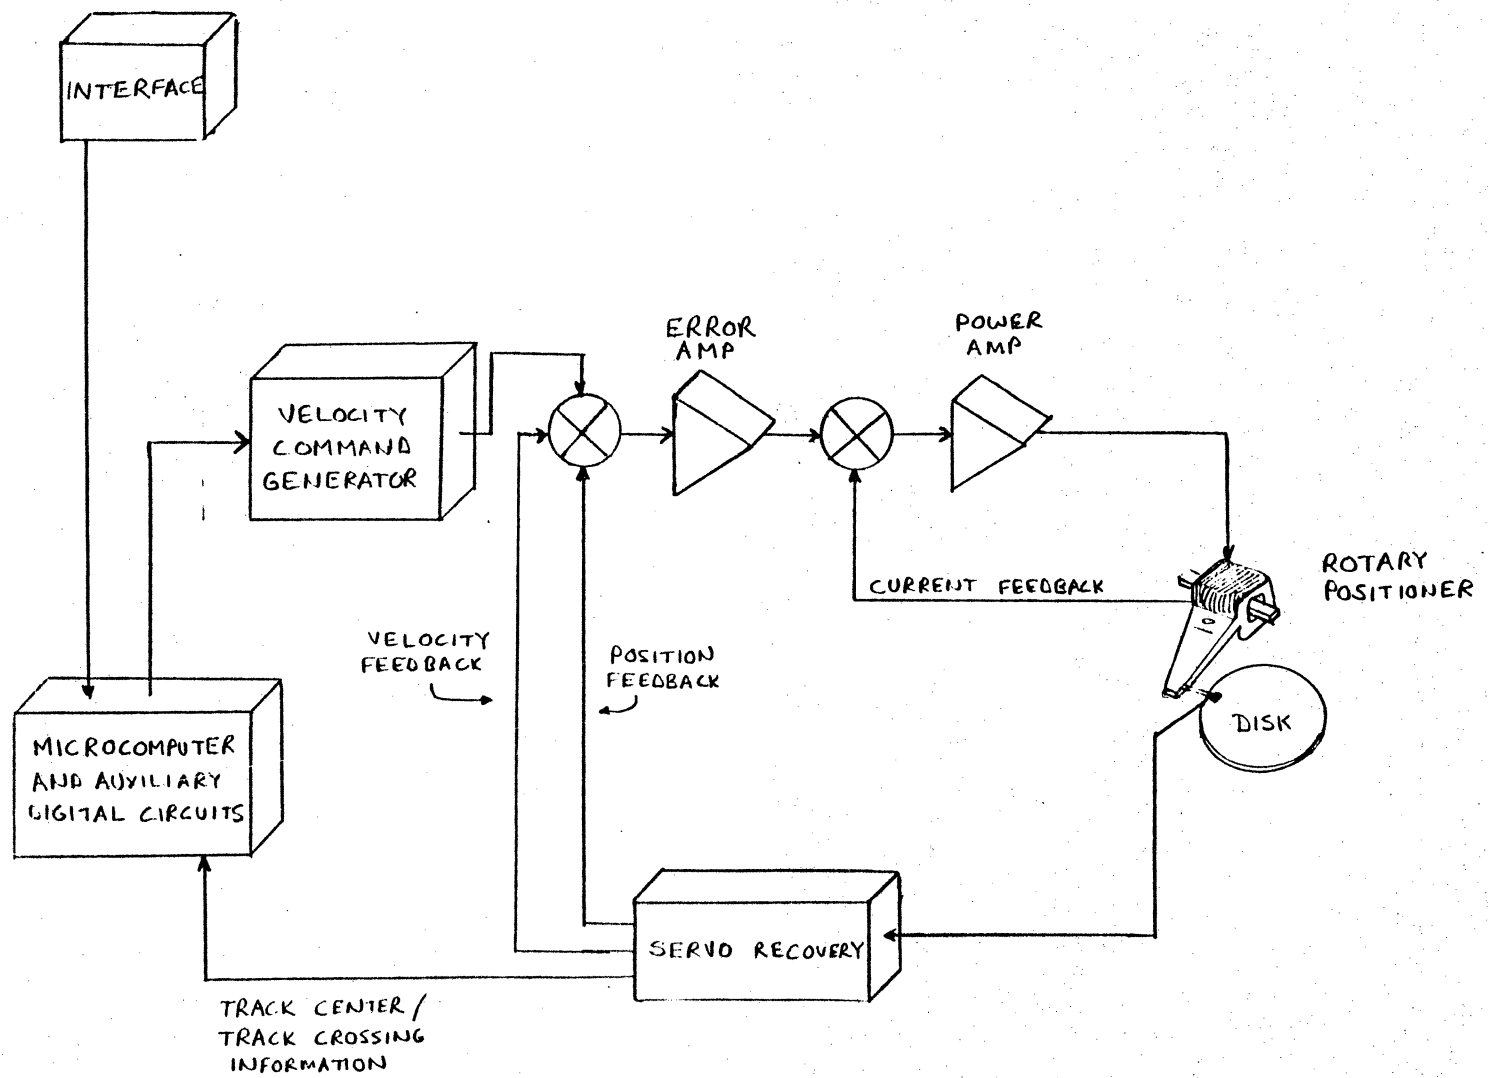 INTERFACE
ERROR
AMP
POWER
AMP
VELOCITY
COMMAND
GENERATOR
ROTARY
POSITIONER
CURRENT FEEDBACK
VELOCITY
FEEDBACK
POSITION
FEEDBACK
DISK
MICROCOMPUTER
AND AUXILIARY
DIGITAL CIRCUITS
SERVO RECOVERY
TRACK CENTER/
TRACK CROSSING
INFORMATION